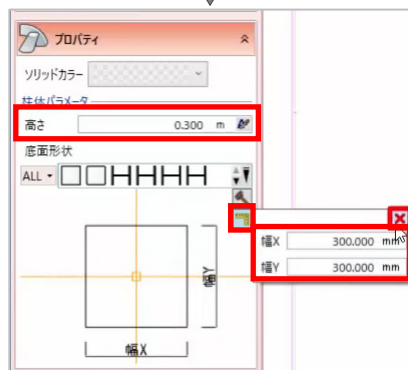 プロパティ
ソリッドカラー
柱体パラメータ
高さ 0.300 m
底面形状
ALL
幅X 300.000 mm
幅Y 300.000 mm
幅Y
幅X